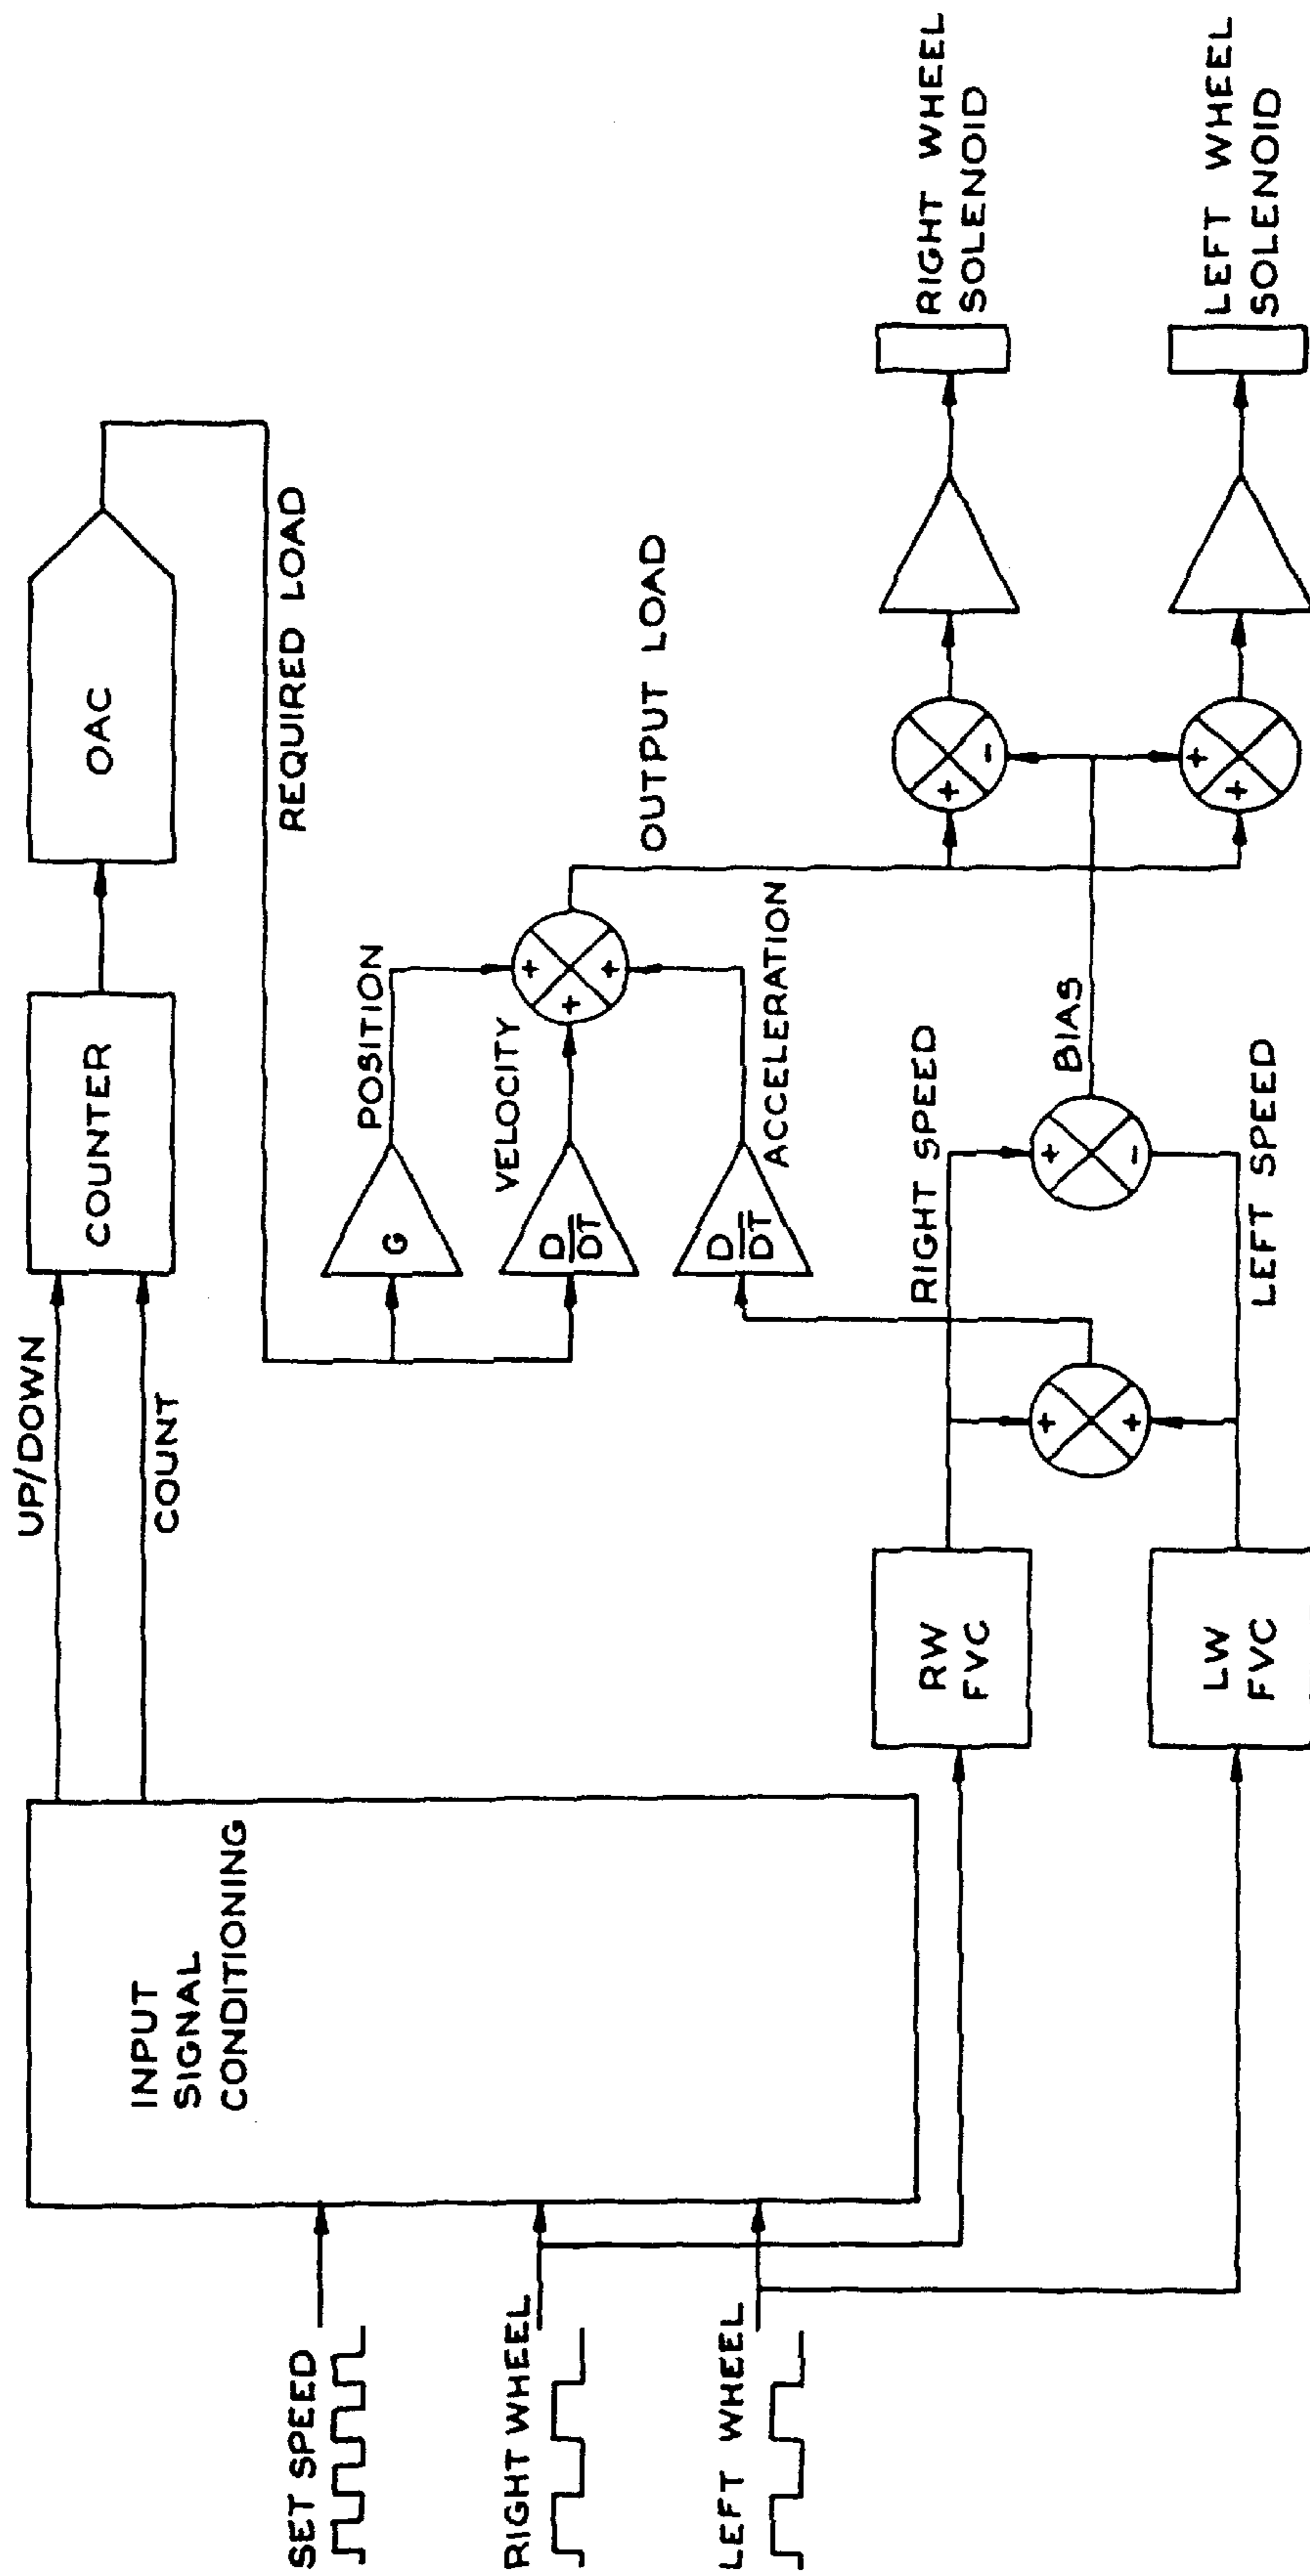 SET SPEED
RIGHT WHEEL
LEFT WHEEL
INPUT
SIGNAL
CONDITIONING
UP/DOWN
COUNT
COUNTER
OAC
REQUIRED LOAD
G
POSITION
D
DT
VELOCITY
D
DT
ACCELERATION
+
+
+
OUTPUT LOAD
RW
FVC
LW
FVC
+
+
RIGHT SPEED
LEFT SPEED
+
-
BIAS
+
-
+
+
RIGHT WHEEL
SOLENOID
LEFT WHEEL
SOLENOID